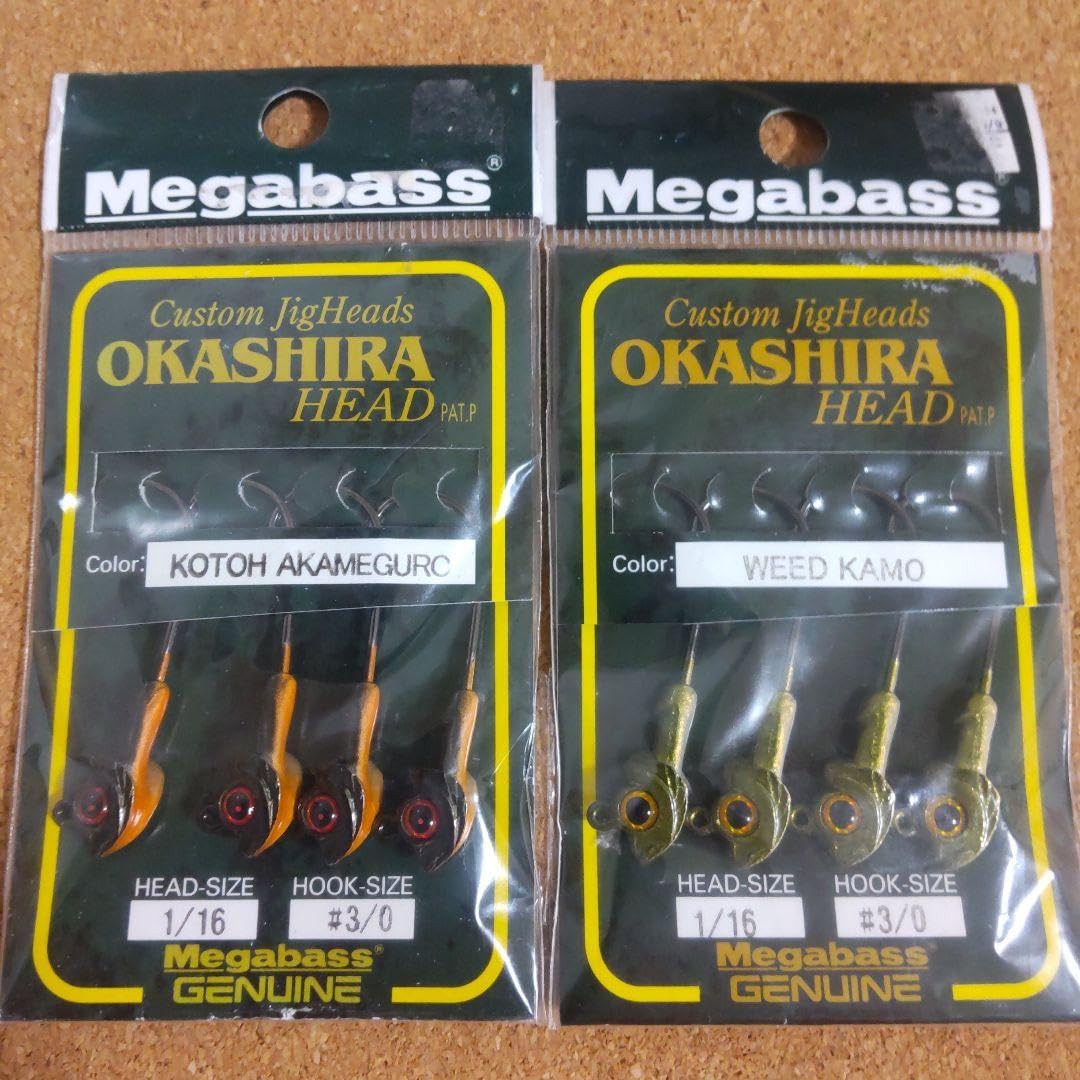 Megabass®
Custom JigHeads
OKASHIRA
HEAD PAT.P
Color: KOTOH AKAMEGURO
HEAD-SIZE HOOK-SIZE
1/16 #3/0
Megabass®
GENUINE
Megabass®
Custom JigHeads
OKASHIRA
HEAD PAT.P
Color: WEED KAMO
HEAD-SIZE HOOK-SIZE
1/16 #3/0
Megabass®
GENUINE